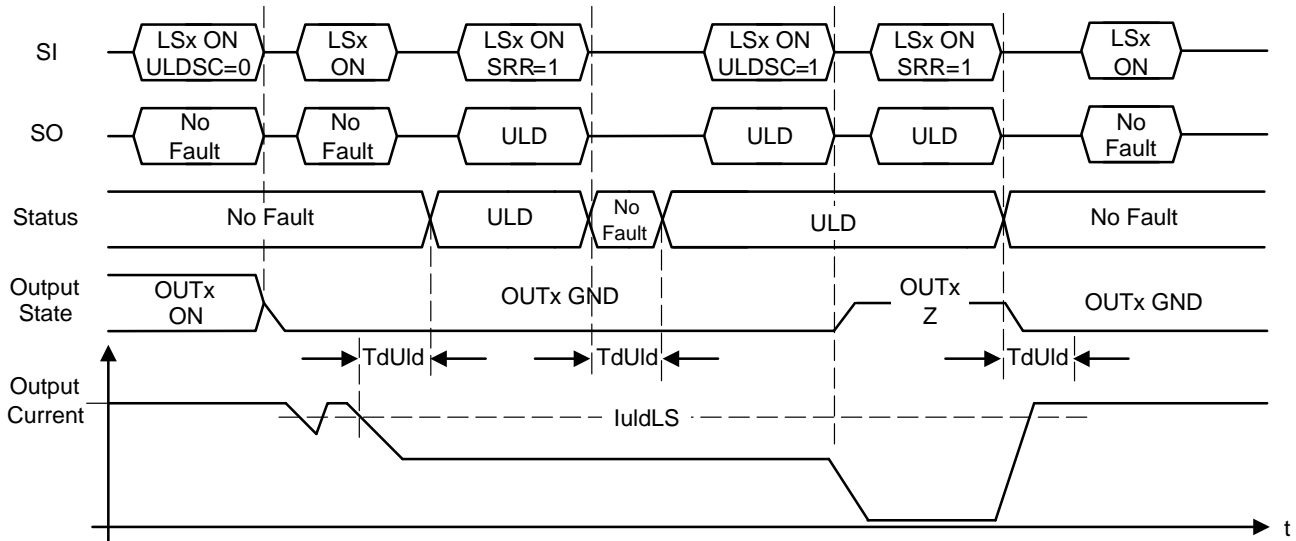 SI
LSx ON
ULDSC=0
LSx
ON
LSx ON
SRR=1
LSx ON
ULDSC=1
LSx ON
SRR=1
LSx
ON
SO
No
Fault
No
Fault
ULD
ULD
ULD
No
Fault
Status
No Fault
ULD
No
Fault
ULD
No Fault
Output
State
OUTx
ON
OUTx GND
OUTx
Z
OUTx GND
TdUld
TdUld
TdUld
Output
Current
IuldLS
t